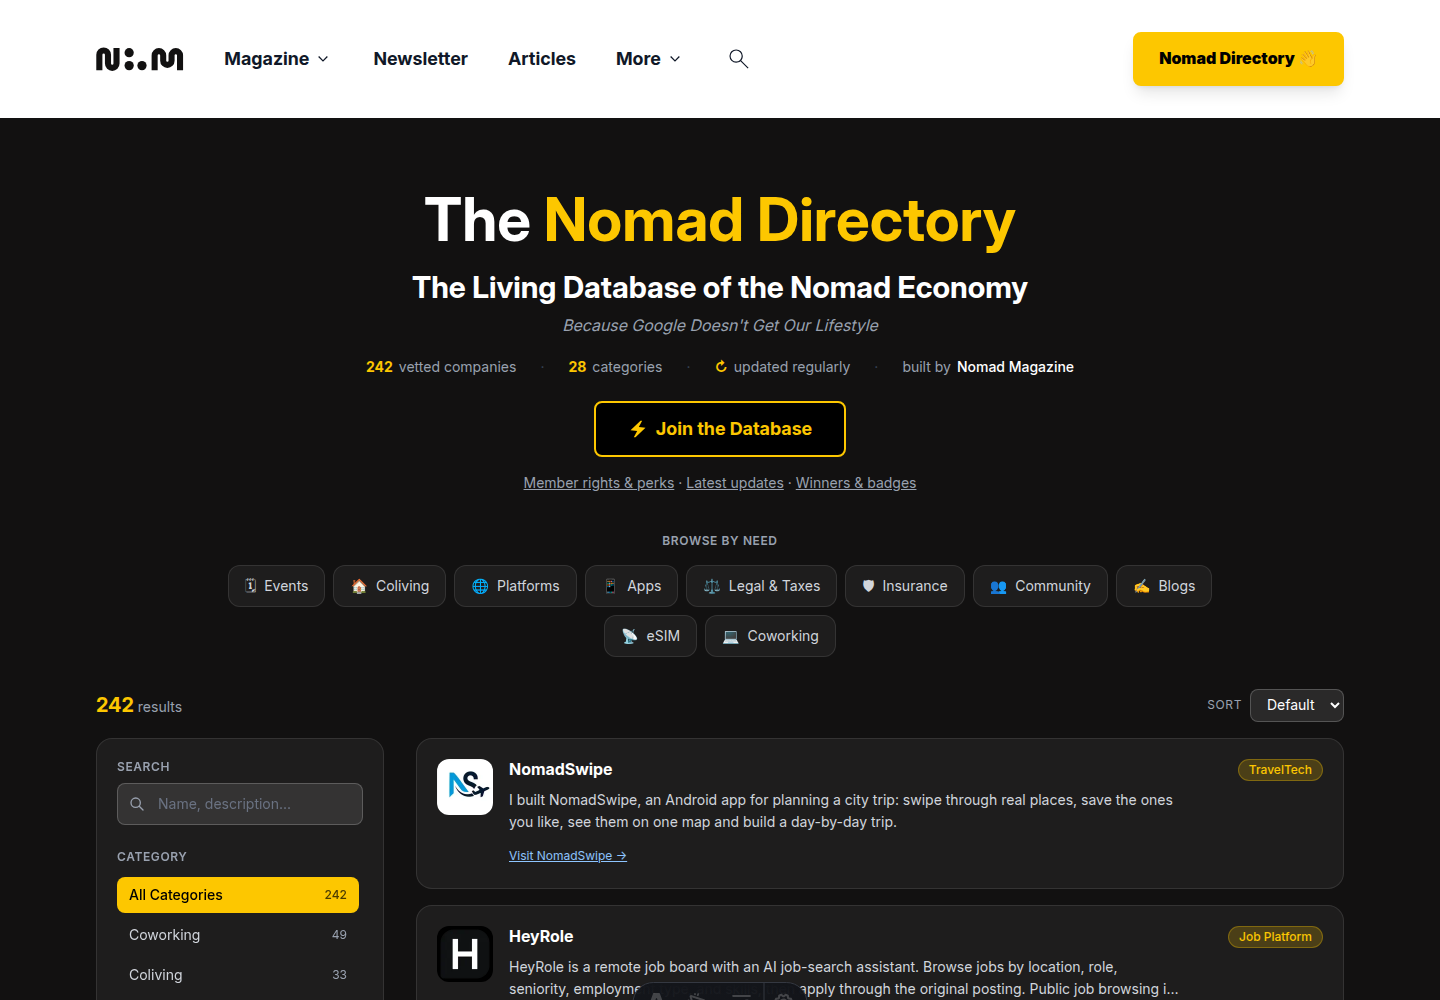 N:.M
Magazine
Newsletter
Articles
More
Nomad Directory 👋
The Nomad Directory
The Living Database of the Nomad Economy
Because Google Doesn't Get Our Lifestyle
242 vetted companies · 28 categories · ↻ updated regularly · built by Nomad Magazine
⚡ Join the Database
Member rights & perks · Latest updates · Winners & badges
BROWSE BY NEED
Events
Coliving
Platforms
Apps
Legal & Taxes
Insurance
Community
Blogs
eSIM
Coworking
242 results
SORT Default
SEARCH
Name, description...
CATEGORY
All Categories 242
Coworking 49
Coliving 33
NS
NomadSwipe
TravelTech
I built NomadSwipe, an Android app for planning a city trip: swipe through real places, save the ones
you like, see them on one map and build a day-by-day trip.
Visit NomadSwipe →
H
HeyRole
Job Platform
HeyRole is a remote job board with an AI job-search assistant. Browse jobs by location, role,
seniority, apply through the original posting. Public job browsing i...